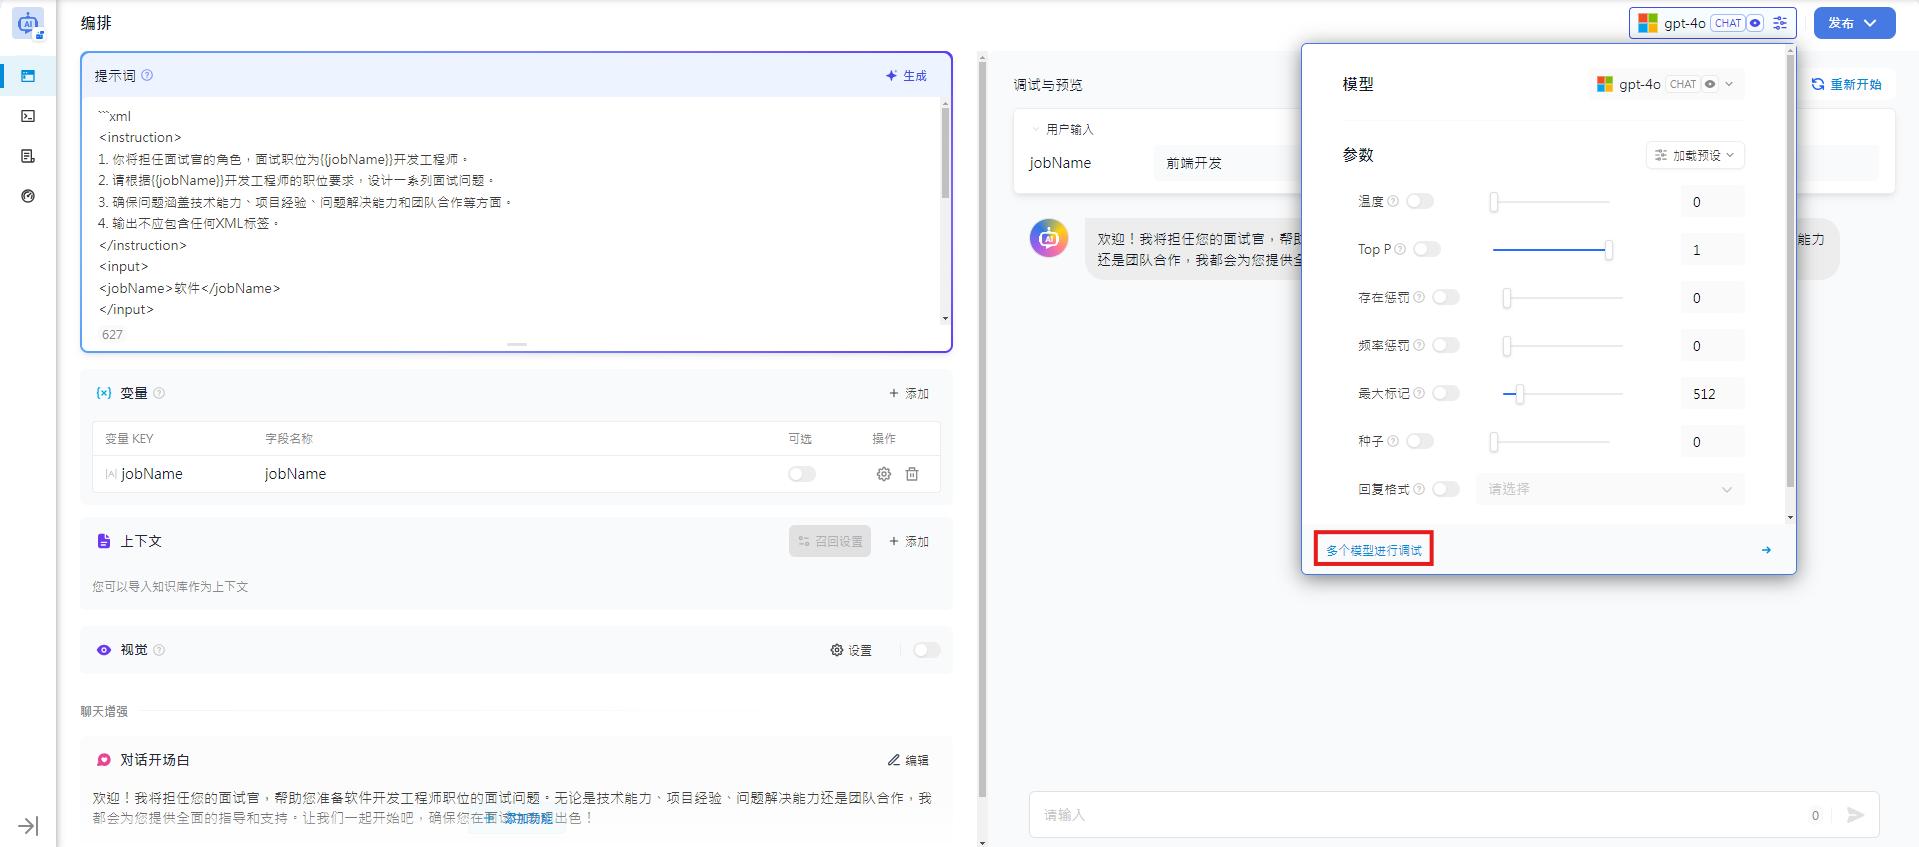 编排
gpt-4o CHAT
发布
提示词
生成
```xml
<instruction>
1. 你将担任面试官的角色，面试职位为{{jobName}}开发工程师。
2. 请根据{{jobName}}开发工程师的职位要求，设计一系列面试问题。
3. 确保问题涵盖技术能力、项目经验、问题解决能力和团队合作等方面。
4. 输出不应包含任何XML标签。
</instruction>
<input>
<jobName>软件</jobName>
</input>
627
变量
+ 添加
变量 KEY 字段名称 可选 操作
jobName jobName
上下文
召回设置
+ 添加
您可以导入知识库作为上下文
视觉
设置
聊天增强
对话开场白
编辑
欢迎！我将担任您的面试官，帮助您准备软件开发工程师职位的面试问题。无论是技术能力、项目经验、问题解决能力还是团队合作，我
都会为您提供全面的指导和支持。让我们一起开始吧，确保您在面试 出色！
+ 添加功能
调试与预览
重新开始
用户输入
jobName 前端开发
欢迎！我将担任您的面试官，帮 能力
还是团队合作，我都会为您提供全
模型
gpt-4o CHAT
参数
加载预设
温度 0
Top P 1
存在惩罚 0
频率惩罚 0
最大标记 512
种子 0
回复格式 请选择
多个模型进行调试
请输入
0